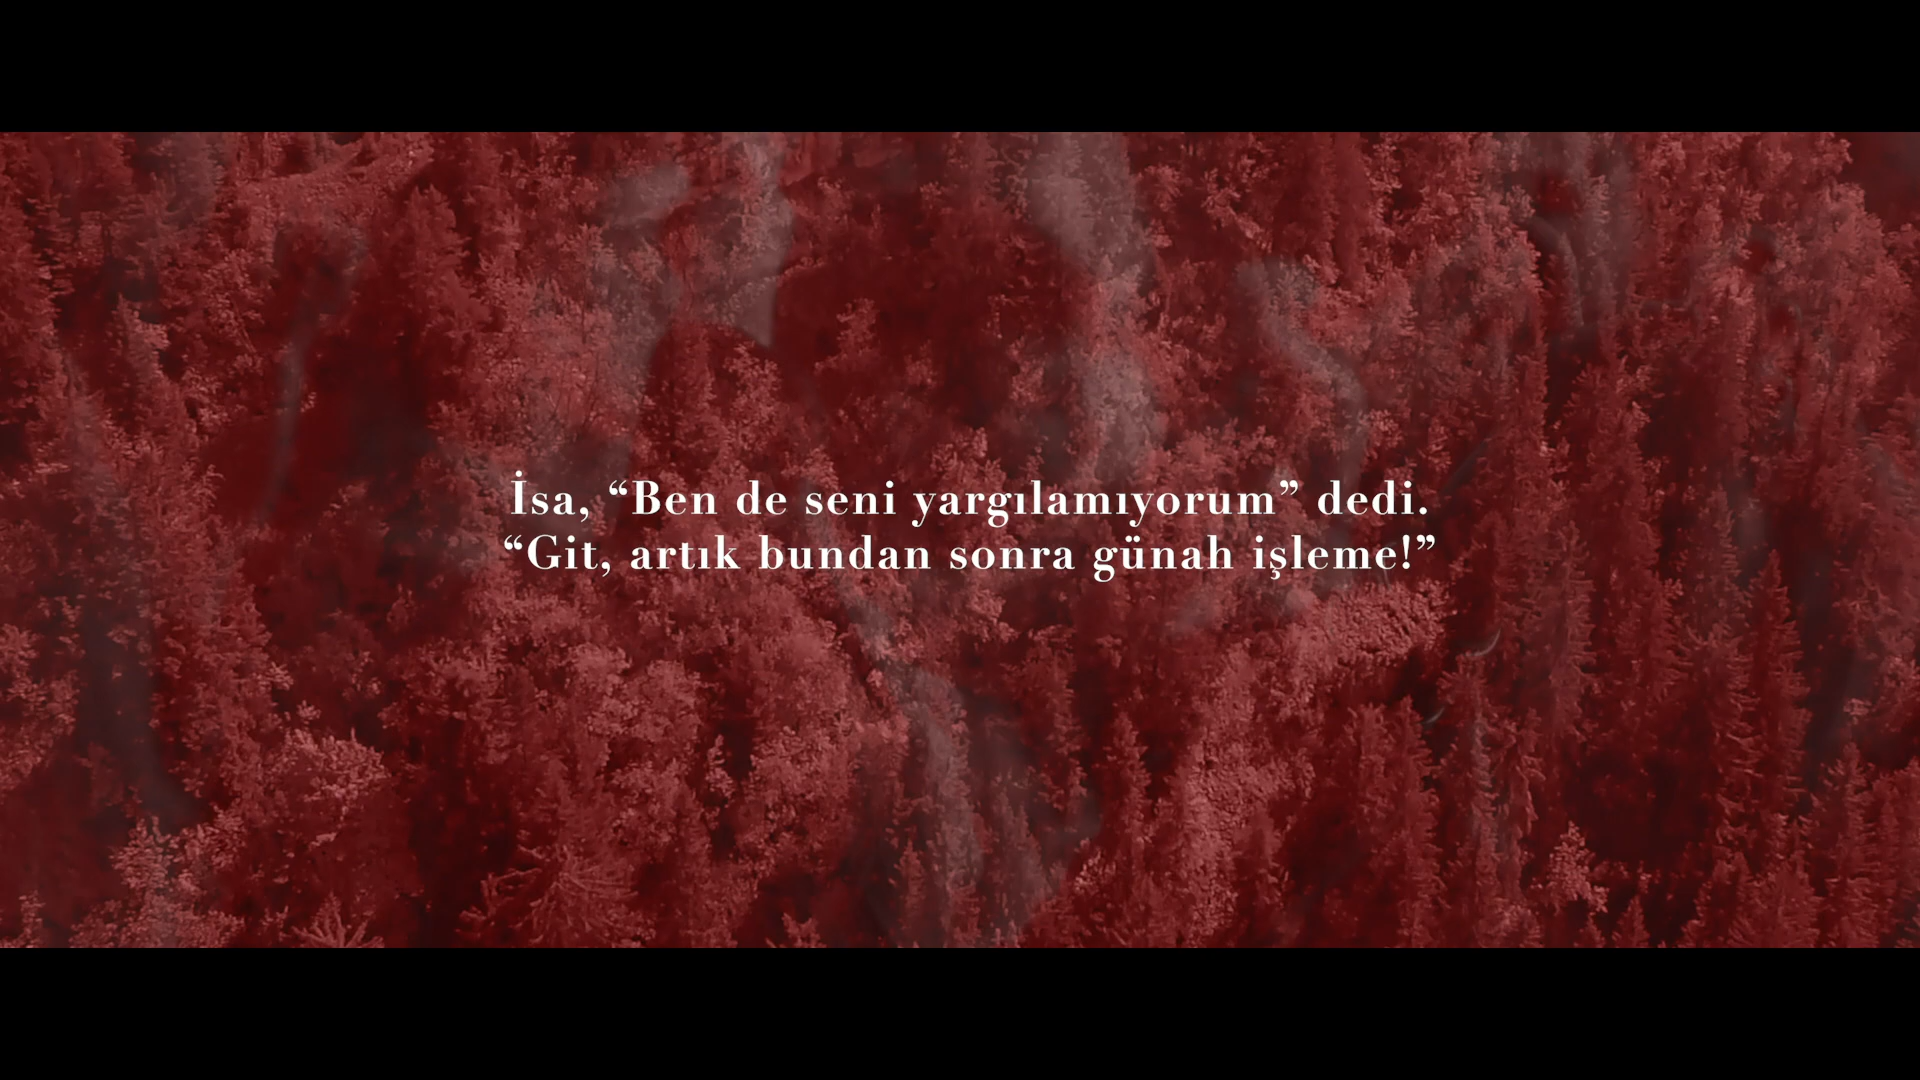 İsa, “Ben de seni yargılamıyorum” dedi.
“Git, artık bundan sonra günah işleme!”